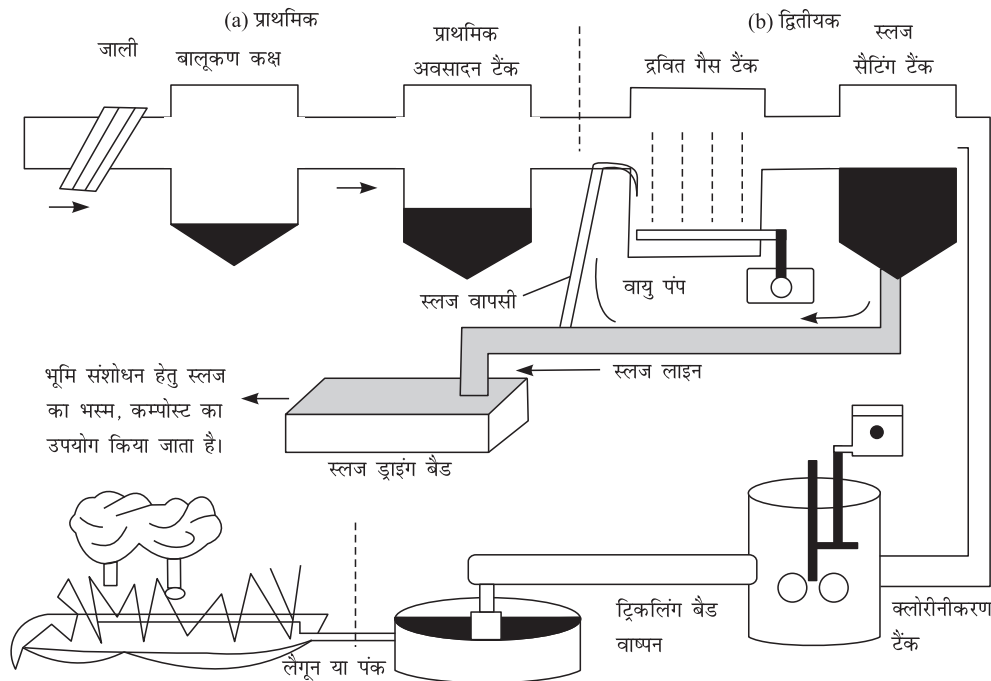 (a) प्राथमिक
(b) द्वितीयक
जाली
बालूकण कक्ष
प्राथमिक
अवसादन टैंक
द्रवित गैस टैंक
स्लज
सैटिंग टैंक
स्लज वापसी
वायु पंप
स्लज लाइन
भूमि संशोधन हेतु स्लज
का भस्म, कम्पोस्ट का
उपयोग किया जाता है।
स्लज ड्राइंग बैड
ट्रिकलिंग बैड
वाष्पन
क्लोरीनीकरण
टैंक
लैगून या पंक